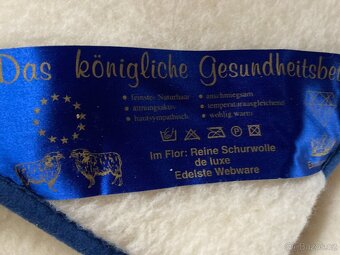 Das königliche Gesundheitsbe
• feinste Naturhaar
• atmungsaktiv
• hautsympathisch
• anschmiegsam
• temperaturausgleichend
• wohlig warm
Im Flor: Reine Schurwolle
de luxe
Edelste Webware